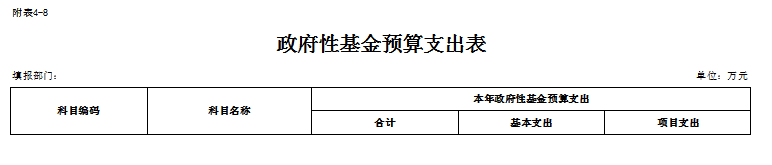 附表4-8
政府性基金预算支出表
填报部门： 单位：万元
科目编码 科目名称 本年政府性基金预算支出
合计 基本支出 项目支出